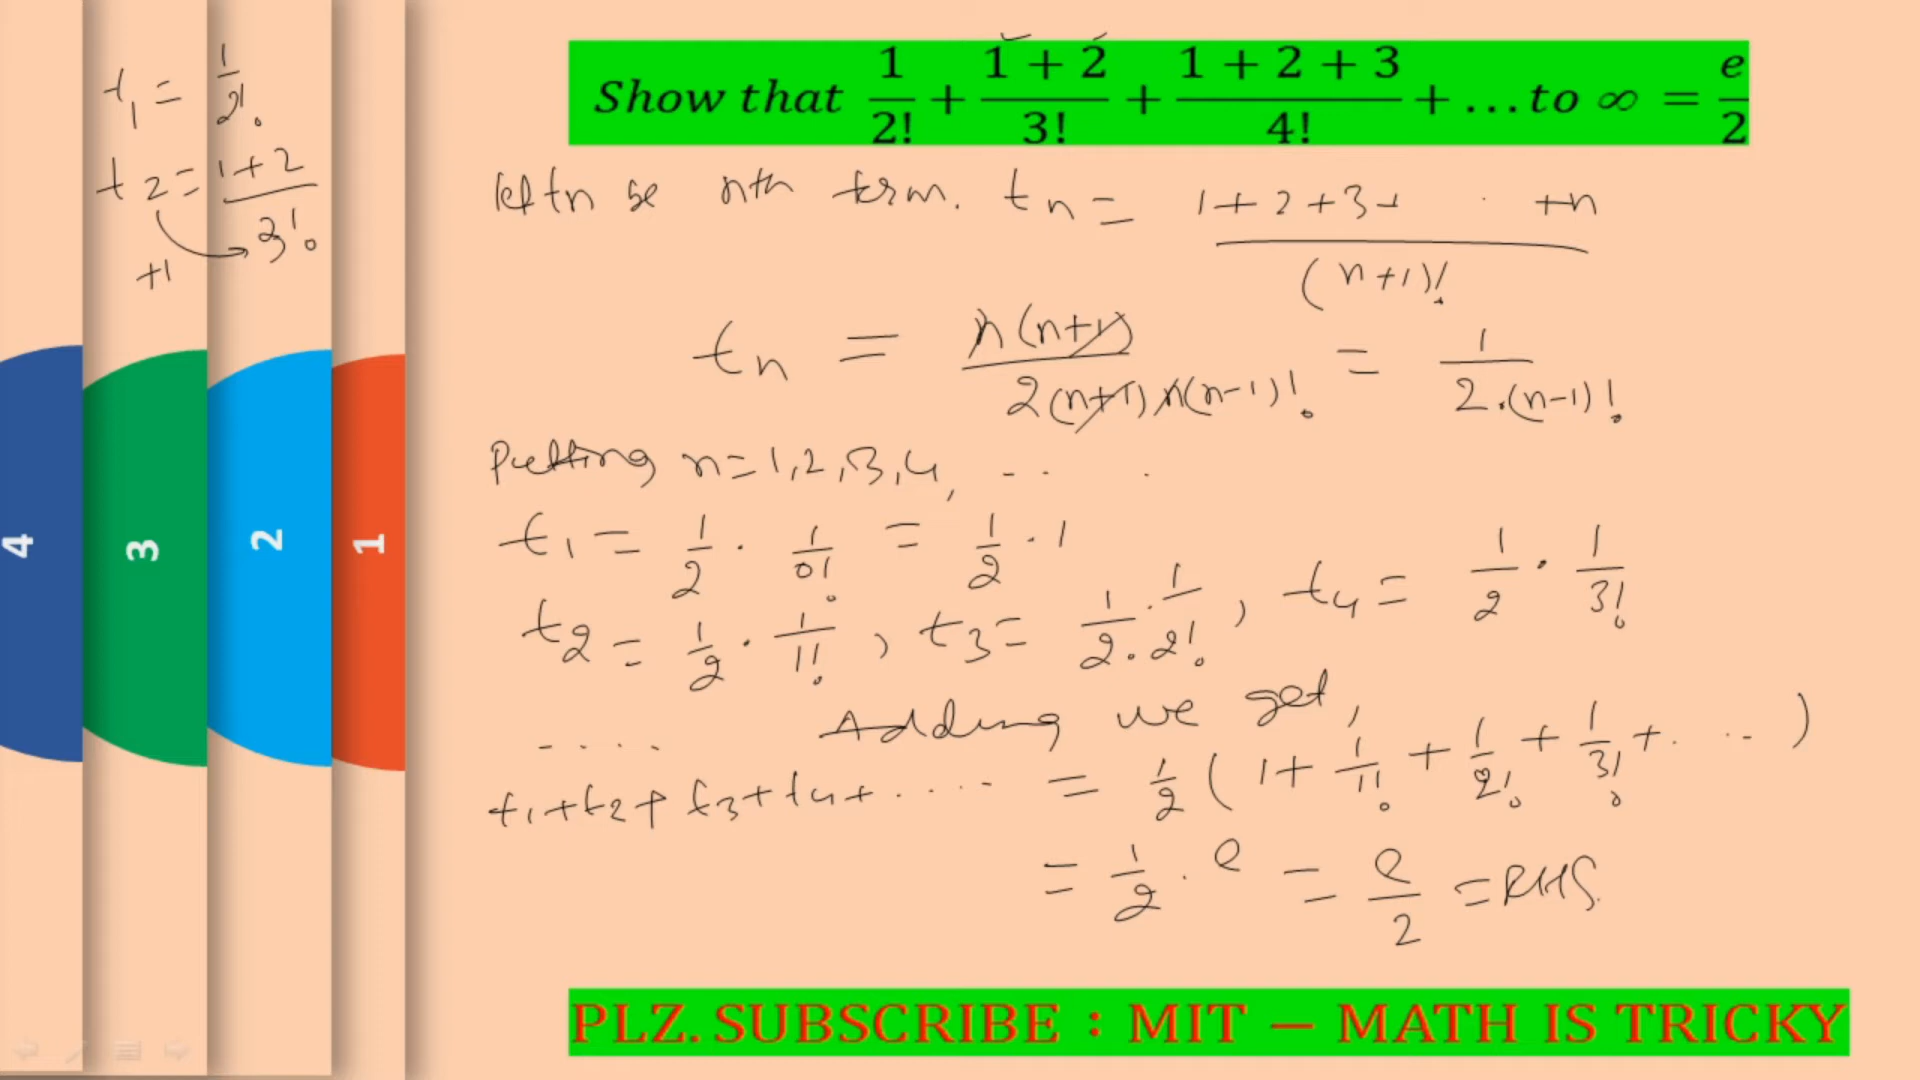 Show that 1/2! + 1+2/3! + 1+2+3/4! + ... to ∞ = e/2
t₁ = 1/2!
t₂ = 1+2/3!
+1
4
3
2
1
let tn be nth term. tn = 1+2+3+ . +n/(n+1)!
tn = n(n+1)/2(n+1)n(n-1)! = 1/2.(n-1)!
Putting n=1,2,3,4, .. .
t₁ = 1/2 . 1/0! = 1/2 . 1
t₂ = 1/2 . 1/1! , t₃ = 1/2 . 1/2! , t₄ = 1/2 . 1/3!
.... Adding we get,
t₁+t₂+t₃+t₄+ .... = 1/2 (1 + 1/1! + 1/2! + 1/3! + ....)
= 1/2 . e = e/2 = RHS.
PLZ. SUBSCRIBE : MIT – MATH IS TRICKY